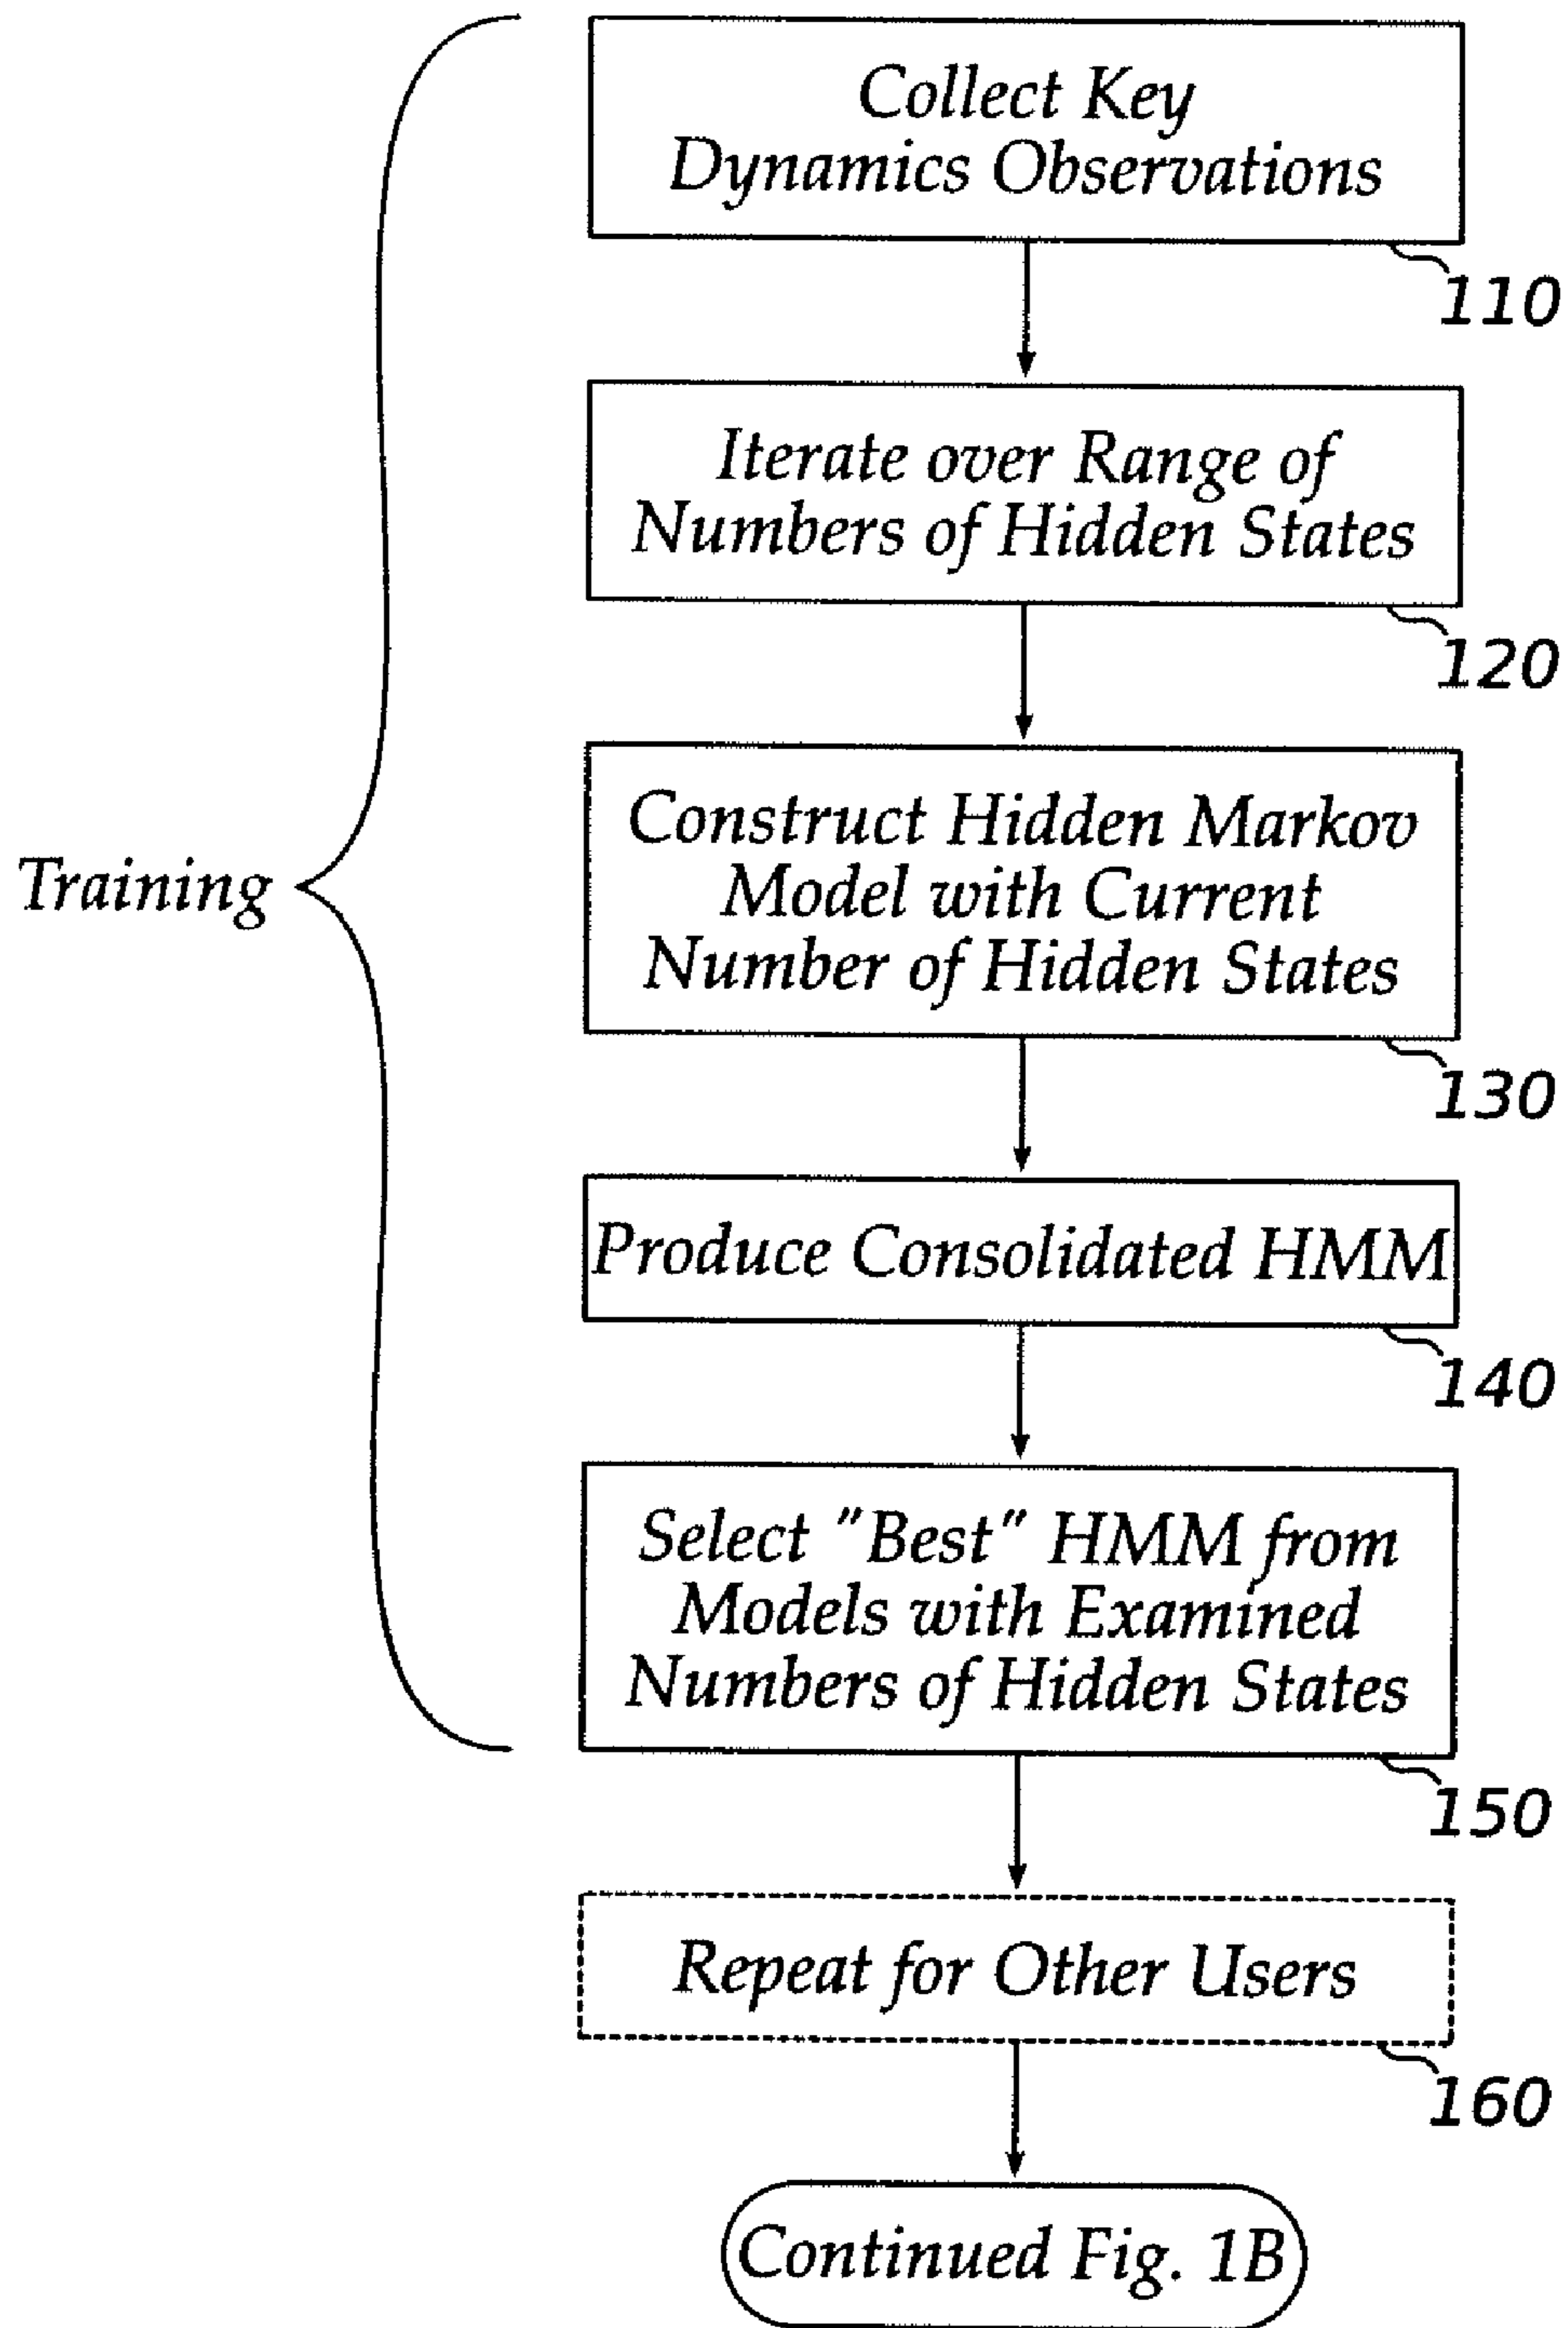 Collect Key
Dynamics Observations
110
Iterate over Range of
Numbers of Hidden States
120
Construct Hidden Markov
Model with Current
Number of Hidden States
Training
130
Produce Consolidated HMM
140
Select "Best" HMM from
Models with Examined
Numbers of Hidden States
150
Repeat for Other Users
160
Continued Fig. 1B